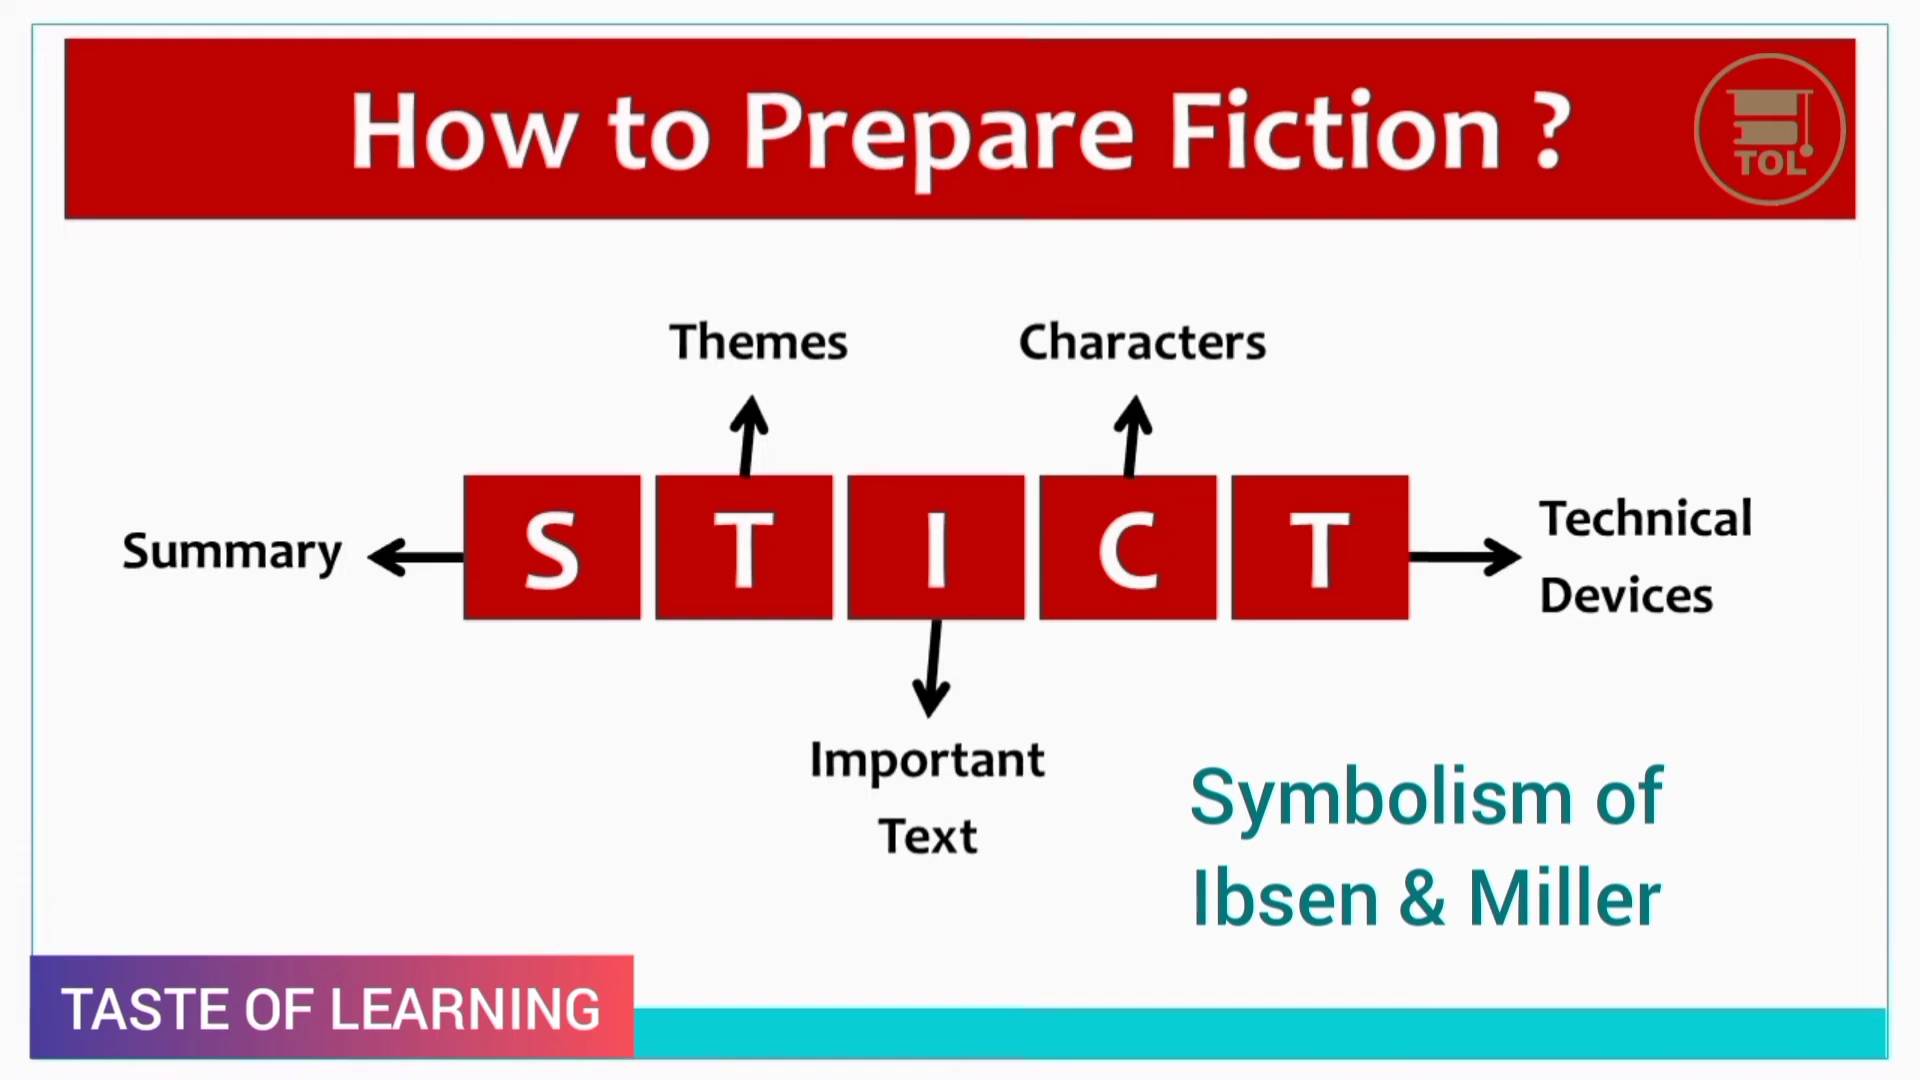 How to Prepare Fiction ?
TOL
Themes
Characters
Summary
S T I C T
Technical
Devices
Important
Text
Symbolism of
Ibsen & Miller
TASTE OF LEARNING